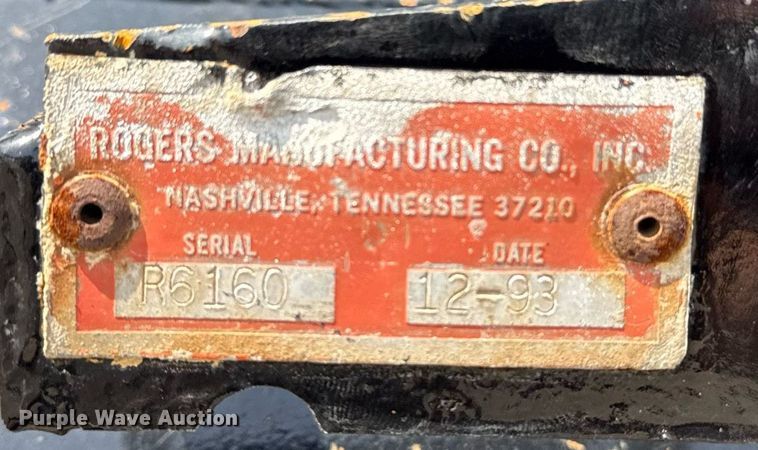 ROGERS MANUFACTURING CO., INC.
NASHVILLE, TENNESSEE 37210
SERIAL DATE
R6160 12-93
Purple Wave Auction